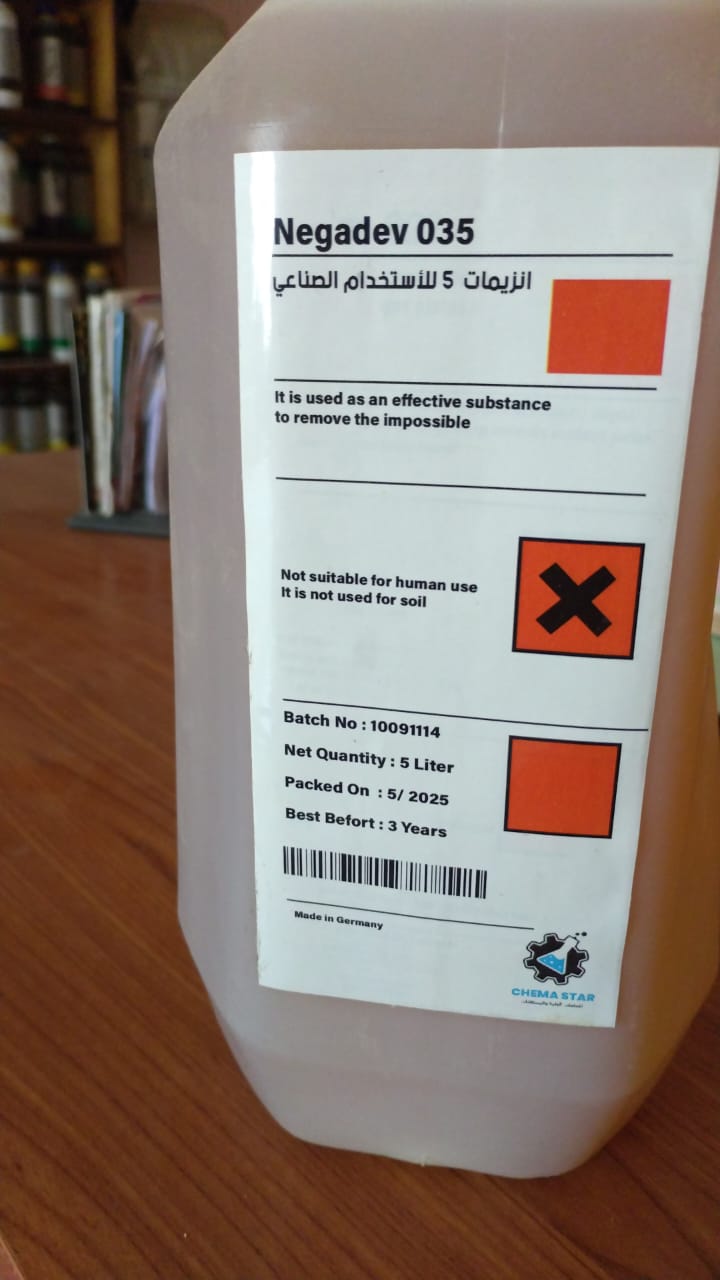 Negadev 035
انزيمات 5 للأستخدام الصناعي
It is used as an effective substance
to remove the impossible
Not suitable for human use
It is not used for soil
Batch No : 10091114
Net Quantity : 5 Liter
Packed On : 5/ 2025
Best Befort : 3 Years
Made in Germany
CHEMA STAR